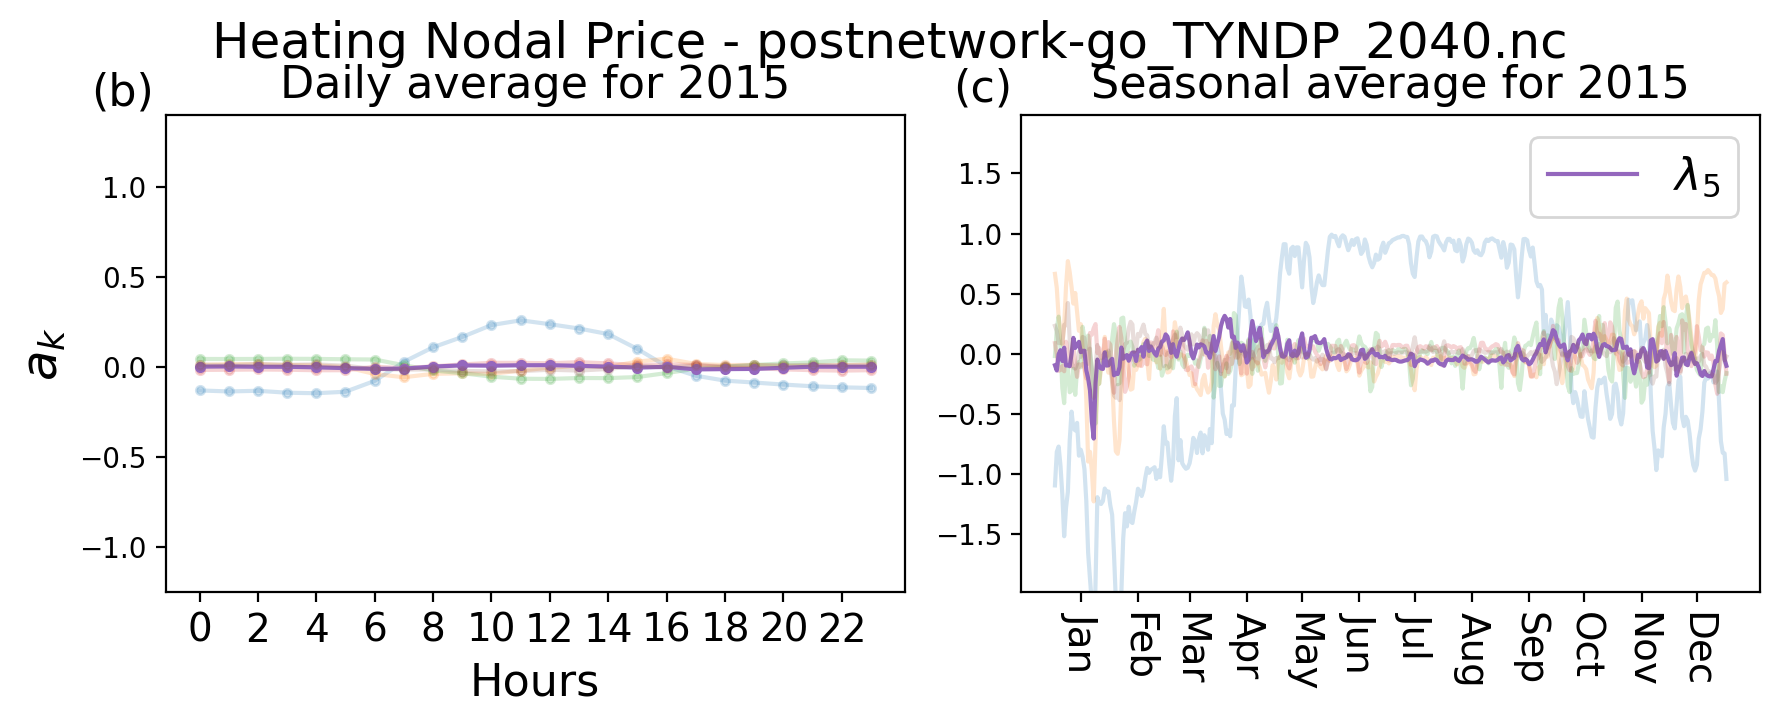 Heating Nodal Price - postnetwork-go_TYNDP_2040.nc
(b) Daily average for 2015
1.0
0.5
0.0
−0.5
−1.0
a_k
0 2 4 6 8 10 12 14 16 18 20 22
Hours
(c) Seasonal average for 2015
λ_5
1.5
1.0
0.5
0.0
−0.5
−1.0
−1.5
Jan Feb Mar Apr May Jun Jul Aug Sep Oct Nov Dec